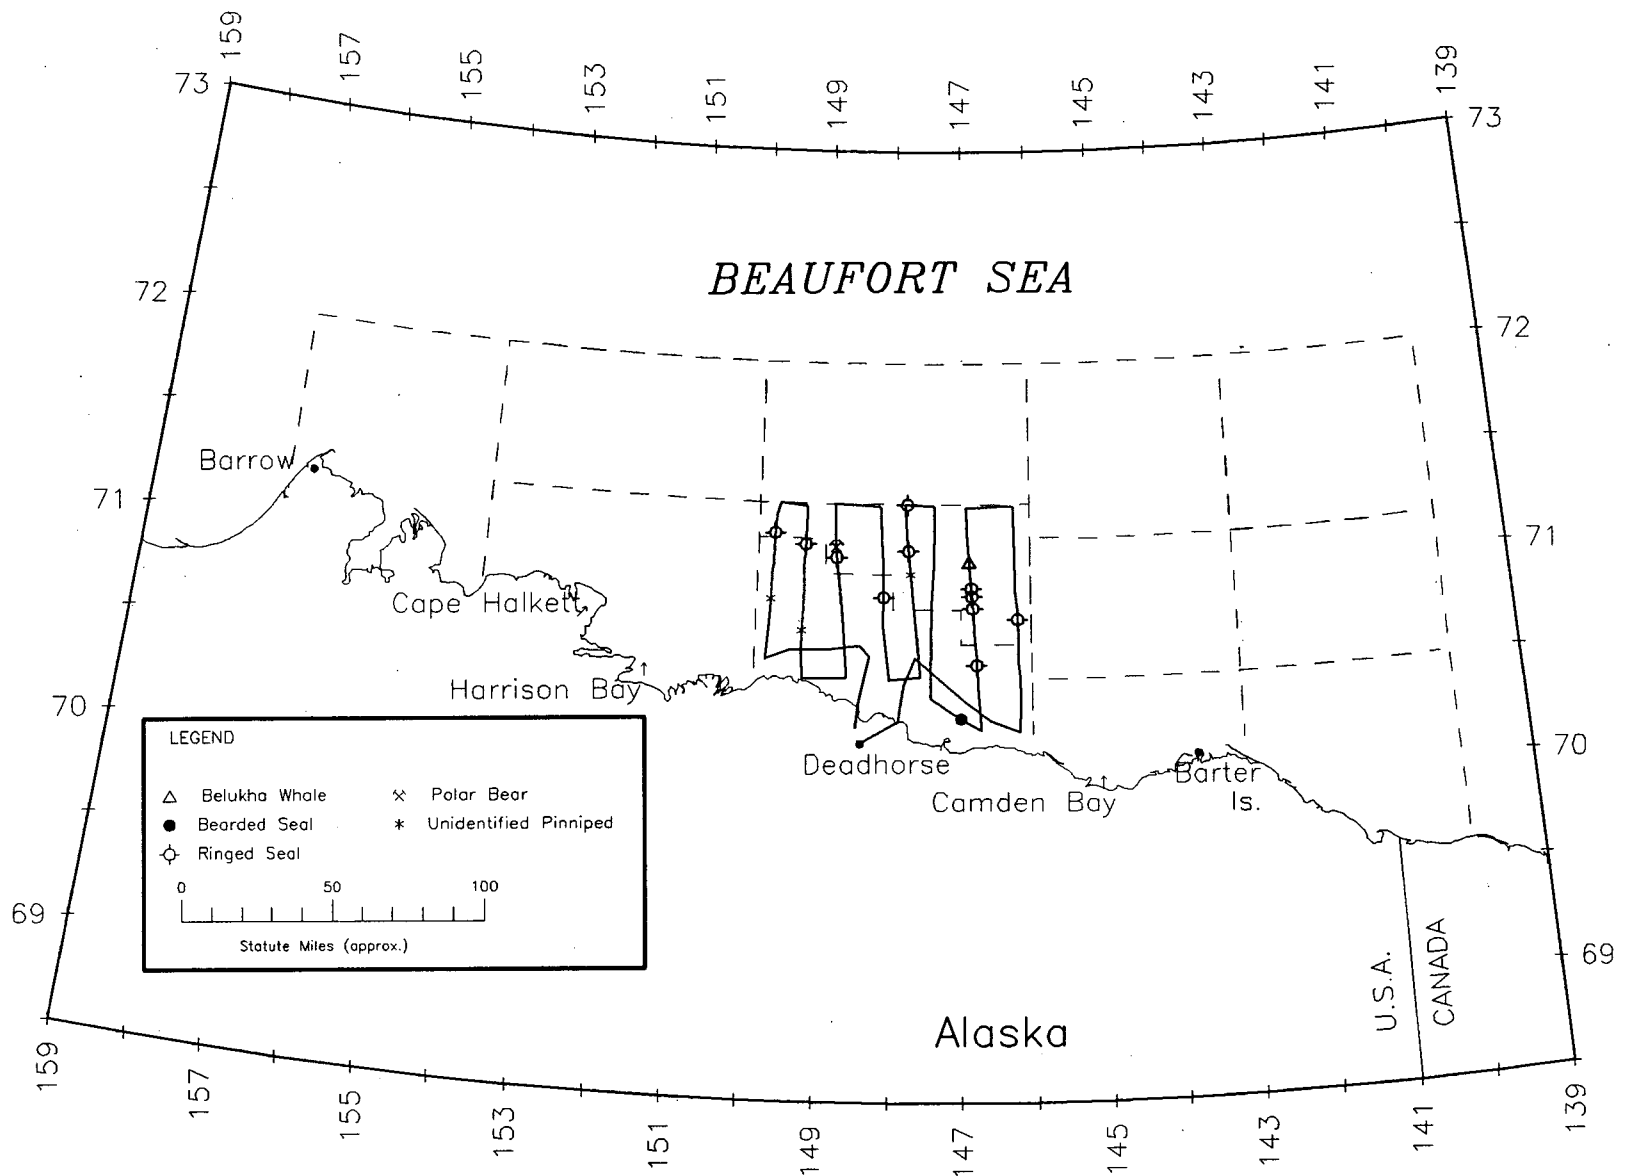 159
157
155
153
151
149
147
145
143
141
139
73
73
BEAUFORT SEA
72
72
Barrow
71
71
Cape Halkett
Harrison Bay
70
70
Deadhorse
Camden Bay
Barter
Is.
LEGEND
Belukha Whale
Polar Bear
Bearded Seal
Unidentified Pinniped
Ringed Seal
0 50 100
Statute Miles (approx.)
69
69
U.S.A.
CANADA
Alaska
159
157
155
153
151
149
147
145
143
141
139